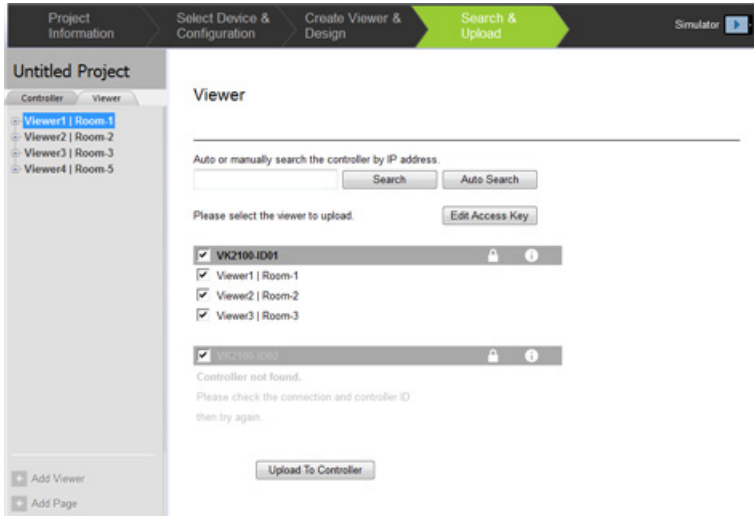 Project
Information
Select Device &
Configuration
Create Viewer &
Design
Search &
Upload
Simulator
Untitled Project
Controller
Viewer
Viewer1 | Room-1
Viewer2 | Room-2
Viewer3 | Room-3
Viewer4 | Room-5
Add Viewer
Add Page
Viewer
Auto or manually search the controller by IP address.
Search
Auto Search
Please select the viewer to upload.
Edit Access Key
VK2100-ID01
Viewer1 | Room-1
Viewer2 | Room-2
Viewer3 | Room-3
VK2100-ID02
Controller not found.
Please check the connection and controller ID
then try again.
Upload To Controller